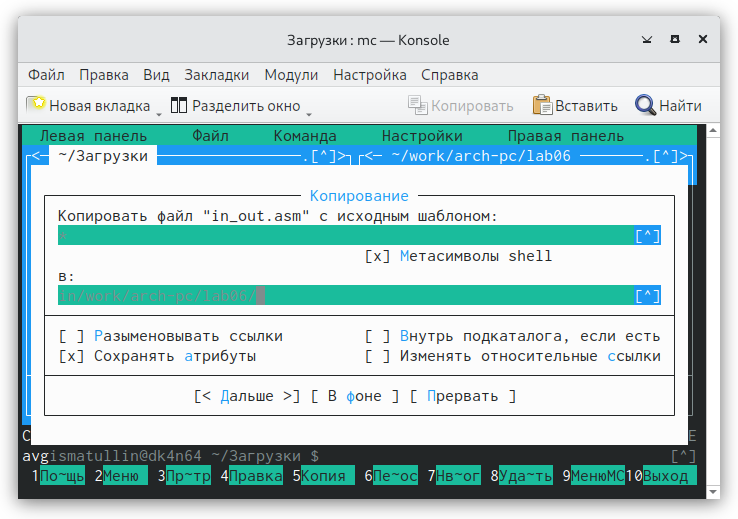 Загрузки : mc — Konsole
Файл Правка Вид Закладки Модули Настройка Справка
Новая вкладка Разделить окно Копировать Вставить Найти
Левая панель Файл Команда Настройки Правая панель
<— ~/Загрузки .[^]> <— ~/work/arch-pc/lab06 .[^]>
Копирование
Копировать файл "in_out.asm" с исходным шаблоном:
* [^]
[x] Метасимволы shell
в:
in/work/arch-pc/lab06/ [^]
[ ] Разыменовывать ссылки [ ] Внутрь подкаталога, если есть
[x] Сохранять атрибуты [ ] Изменять относительные ссылки
[< Дальше >] [ В фоне ] [ Прервать ]
С Е
avgismatullin@dk4n64 ~/Загрузки $ [^]
1По~щь 2Меню 3Пр~тр 4Правка 5Копия 6Пе~ос 7Нв~ог 8Уда~ть 9МенюМС 10Выход